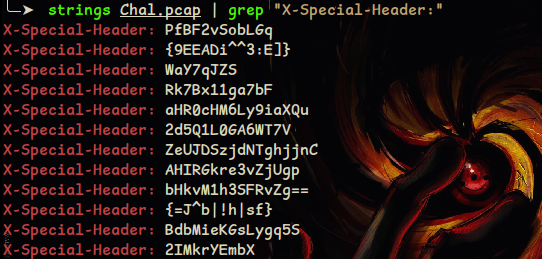 └─➤ strings Chal.pcap | grep "X-Special-Header:"
X-Special-Header: PfBF2vSobLGq
X-Special-Header: {9EEADi^^3:E]}
X-Special-Header: WaY7qJZS
X-Special-Header: Rk7Bx11ga7bF
X-Special-Header: aHR0cHM6Ly9iaXQu
X-Special-Header: 2d5Q1L0GA6WT7V
X-Special-Header: ZeUJDSzjdNTghjjnC
X-Special-Header: AHIRGkre3vZjUgp
X-Special-Header: bHkvM1h3SFRvZg==
X-Special-Header: {=J^b|!h|sf}
X-Special-Header: BdbMieKGsLygq5S
X-Special-Header: 2IMkrYEmbX